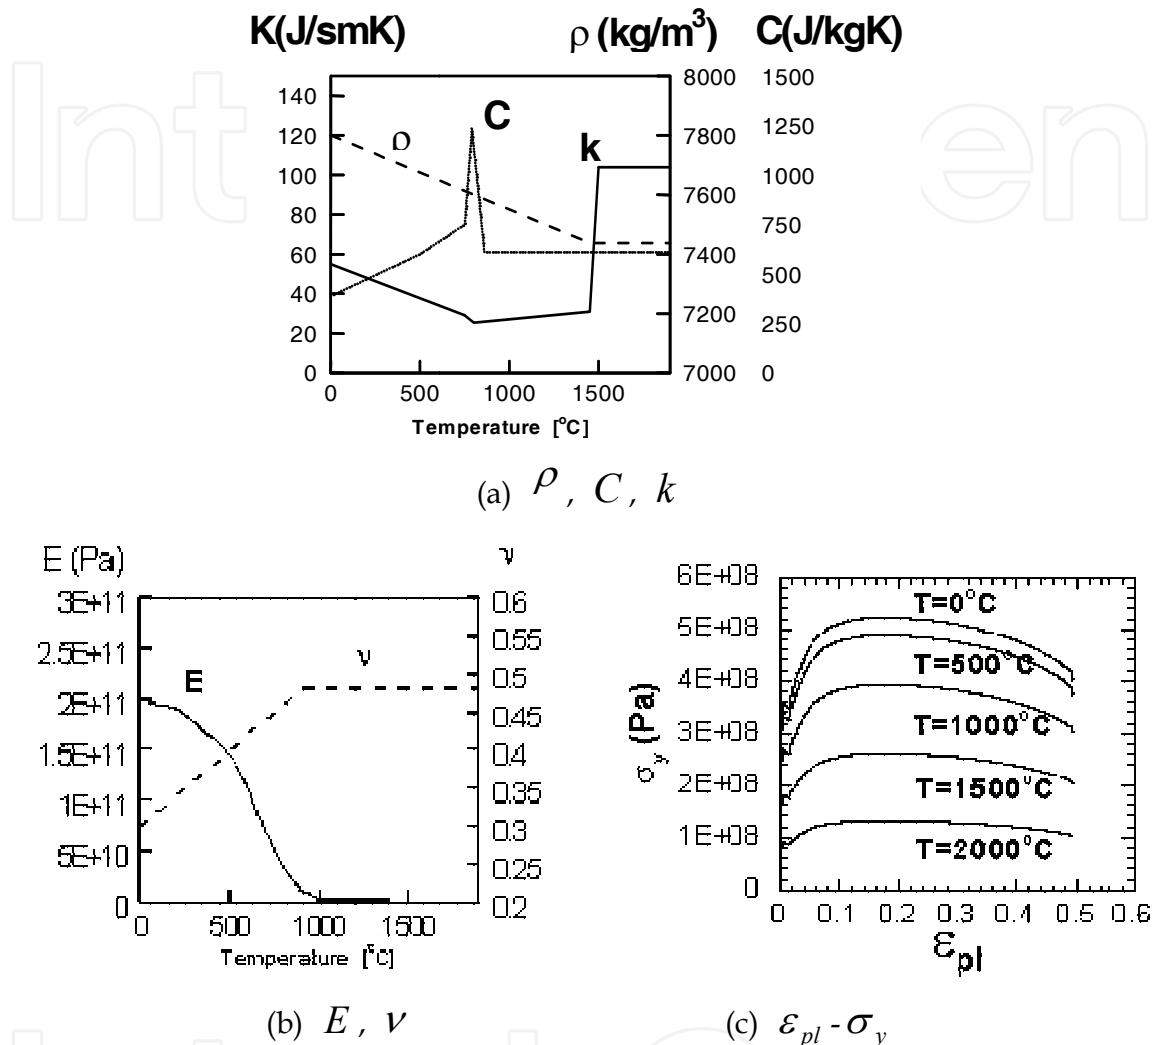 K(J/smK) ρ (kg/m³) C(J/kgK)
140
120
100
80
60
40
20
0
8000
7800
7600
7400
7200
7000
1500
1250
1000
750
500
250
0
ρ
C
k
0 500 1000 1500
Temperature [°C]
(a) ρ , C , k
E (Pa)
ν
3E+11
2.5E+11
2E+11
1.5E+11
1E+11
5E+10
0
0.6
0.55
0.5
0.45
0.4
0.35
0.3
0.25
0.2
E
ν
0 500 1000 1500
Temperature [°C]
(b) E , ν
σy (Pa)
6E+08
5E+08
4E+08
3E+08
2E+08
1E+08
0
T=0°C
T=500°C
T=1000°C
T=1500°C
T=2000°C
0 0.1 0.2 0.3 0.4 0.5 0.6
εpl
(c) εpl - σy